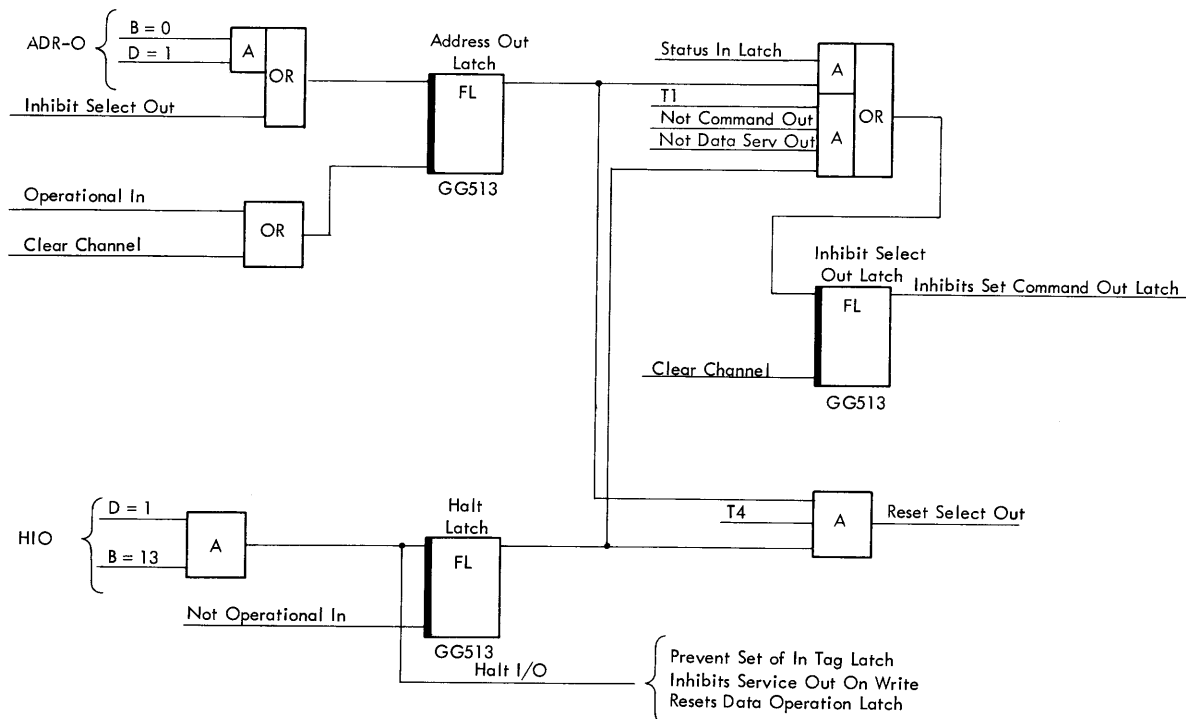 ADR-O
B = 0
D = 1
A
OR
Inhibit Select Out
Address Out
Latch
FL
GG513
Operational In
Clear Channel
OR
Status In Latch
T1
Not Command Out
Not Data Serv Out
A
A
OR
Inhibit Select
Out Latch
FL
GG513
Inhibits Set Command Out Latch
Clear Channel
HIO
D = 1
B = 13
A
Halt
Latch
FL
GG513
Not Operational In
T4
A
Reset Select Out
Halt I/O
Prevent Set of In Tag Latch
Inhibits Service Out On Write
Resets Data Operation Latch